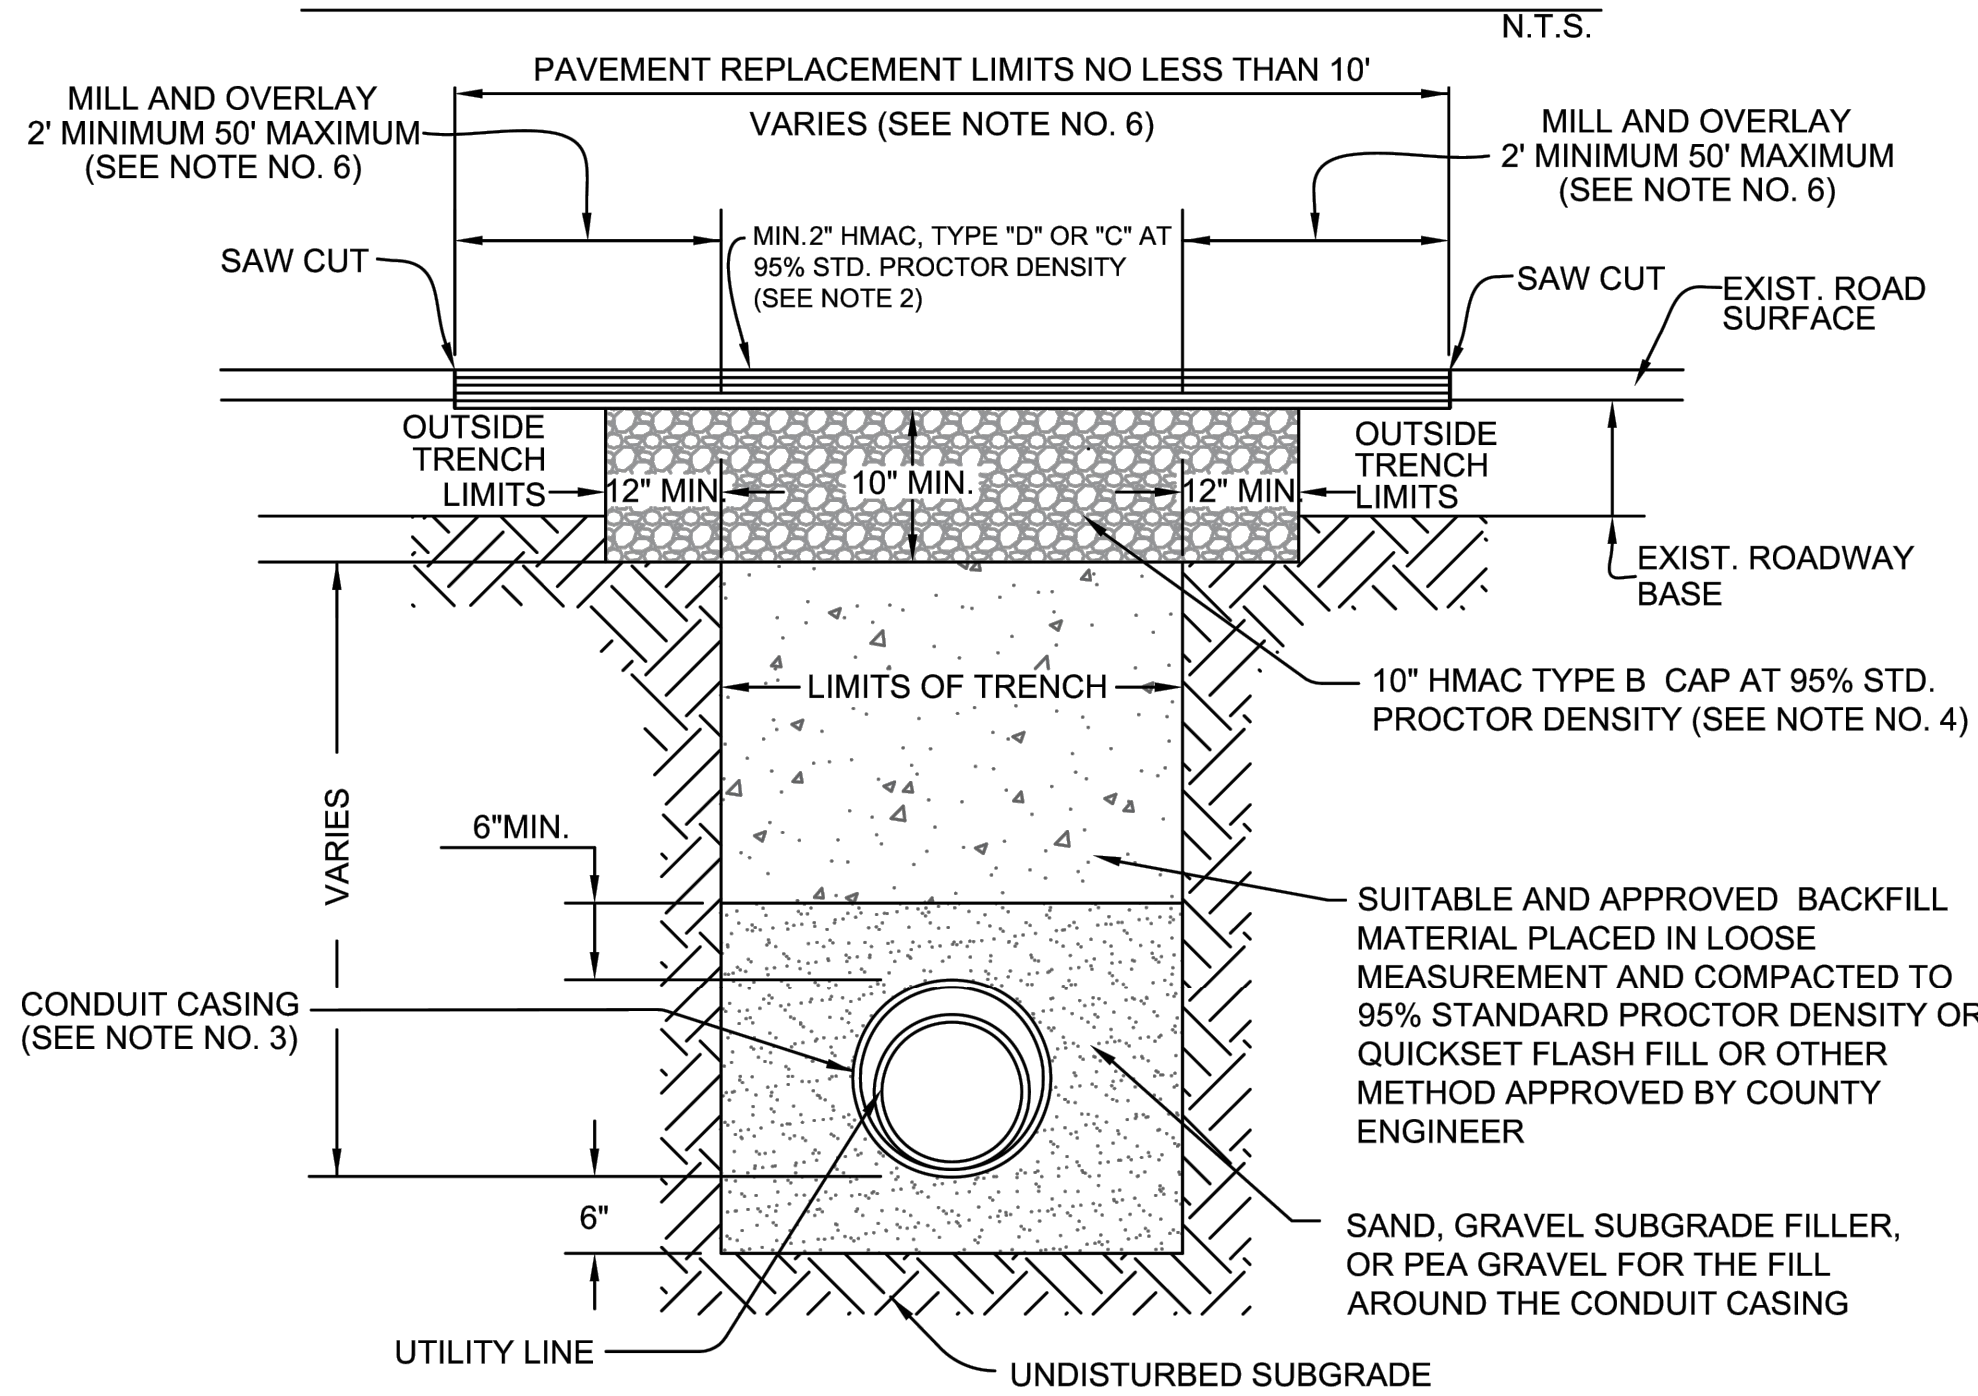 N.T.S.
PAVEMENT REPLACEMENT LIMITS NO LESS THAN 10'
VARIES (SEE NOTE NO. 6)
MILL AND OVERLAY
2' MINIMUM 50' MAXIMUM
(SEE NOTE NO. 6)
MILL AND OVERLAY
2' MINIMUM 50' MAXIMUM
(SEE NOTE NO. 6)
MIN.2" HMAC, TYPE "D" OR "C" AT
95% STD. PROCTOR DENSITY
(SEE NOTE 2)
SAW CUT
SAW CUT
EXIST. ROAD
SURFACE
OUTSIDE
TRENCH
LIMITS
12" MIN.
10" MIN.
12" MIN.
OUTSIDE
TRENCH
LIMITS
EXIST. ROADWAY
BASE
LIMITS OF TRENCH
10" HMAC TYPE B  CAP AT 95% STD.
PROCTOR DENSITY (SEE NOTE NO. 4)
VARIES
6"MIN.
SUITABLE AND APPROVED  BACKFILL
MATERIAL PLACED IN LOOSE
MEASUREMENT AND COMPACTED TO
95% STANDARD PROCTOR DENSITY OR
QUICKSET FLASH FILL OR OTHER
METHOD APPROVED BY COUNTY
ENGINEER
CONDUIT CASING
(SEE NOTE NO. 3)
6"
SAND, GRAVEL SUBGRADE FILLER,
OR PEA GRAVEL FOR THE FILL
AROUND THE CONDUIT CASING
UTILITY LINE
UNDISTURBED SUBGRADE